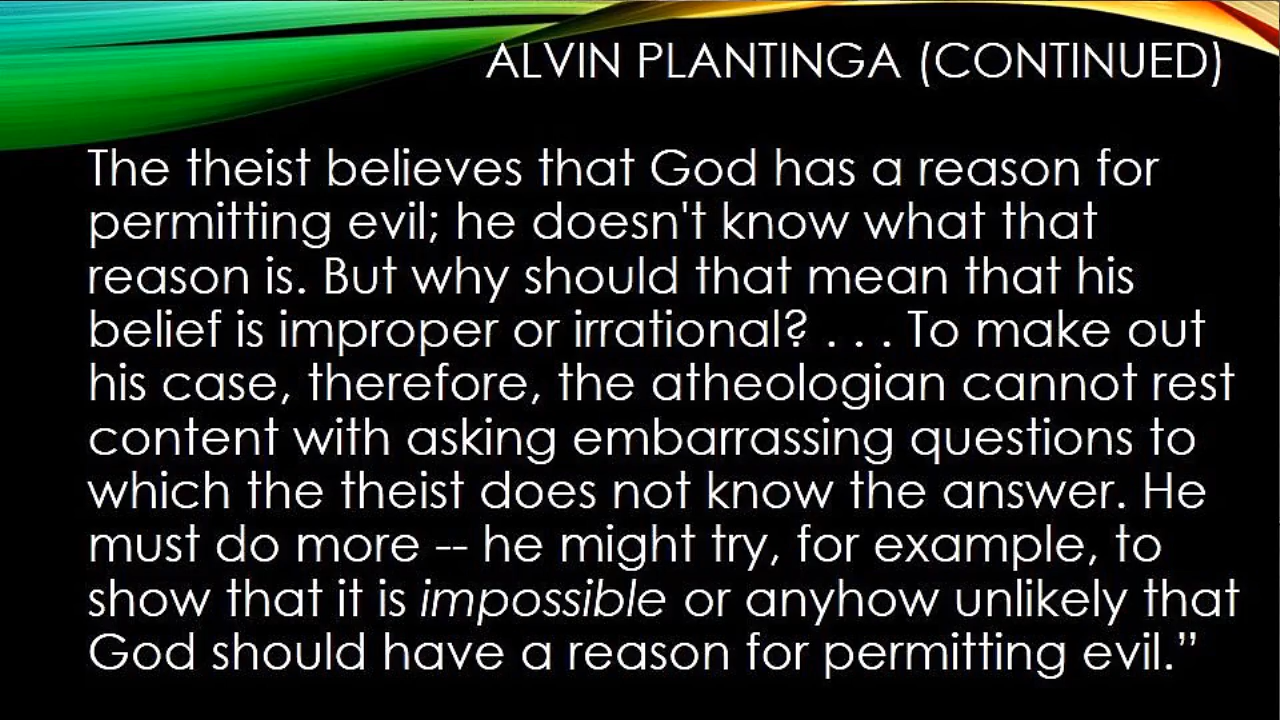 ALVIN PLANTINGA (CONTINUED)
The theist believes that God has a reason for
permitting evil; he doesn't know what that
reason is. But why should that mean that his
belief is improper or irrational? . . . To make out
his case, therefore, the atheologian cannot rest
content with asking embarrassing questions to
which the theist does not know the answer. He
must do more -- he might try, for example, to
show that it is impossible or anyhow unlikely that
God should have a reason for permitting evil.”